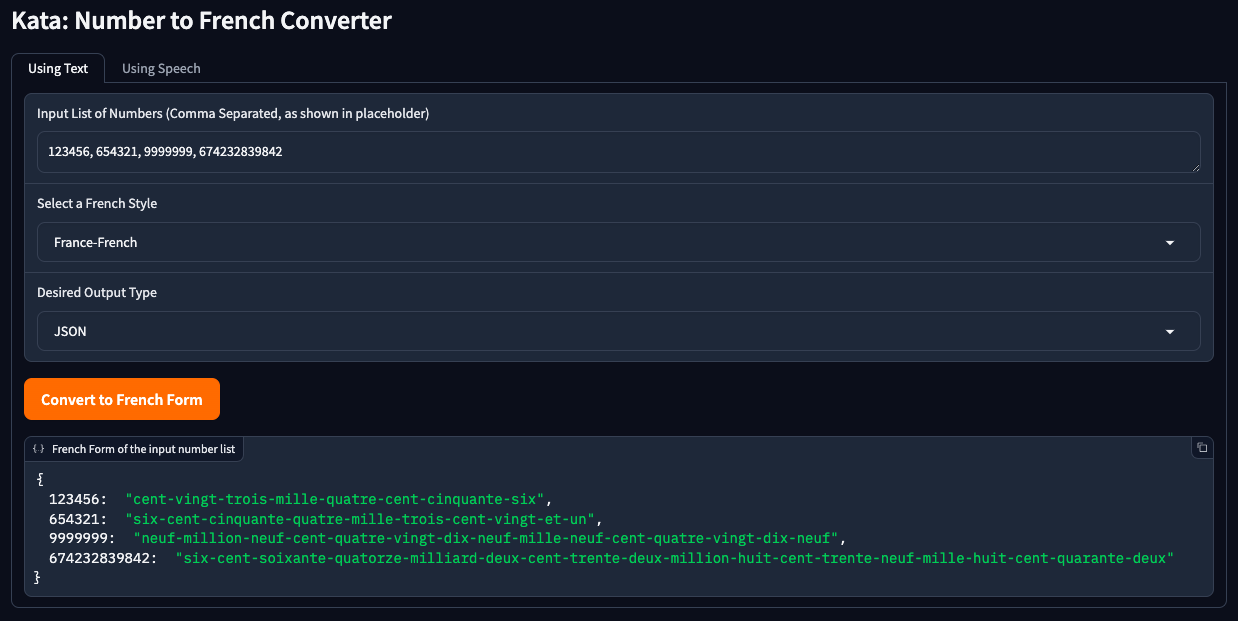 Kata: Number to French Converter
Using Text
Using Speech
Input List of Numbers (Comma Separated, as shown in placeholder)
123456, 654321, 9999999, 674232839842
Select a French Style
France-French
Desired Output Type
JSON
Convert to French Form
{} French Form of the input number list
{
123456: "cent-vingt-trois-mille-quatre-cent-cinquante-six",
654321: "six-cent-cinquante-quatre-mille-trois-cent-vingt-et-un",
9999999: "neuf-million-neuf-cent-quatre-vingt-dix-neuf-mille-neuf-cent-quatre-vingt-dix-neuf",
674232839842: "six-cent-soixante-quatorze-milliard-deux-cent-trente-deux-million-huit-cent-trente-neuf-mille-huit-cent-quarante-deux"
}